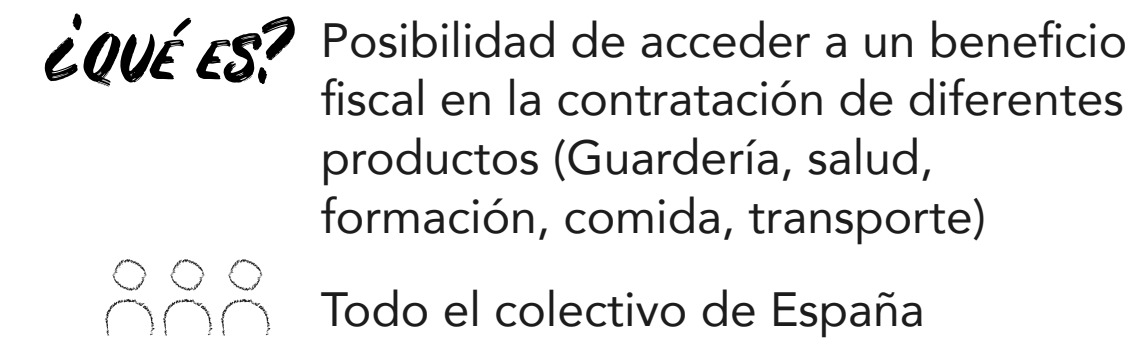 ¿QUÉ ES?
Posibilidad de acceder a un beneficio
fiscal en la contratación de diferentes
productos (Guardería, salud,
formación, comida, transporte)
Todo el colectivo de España